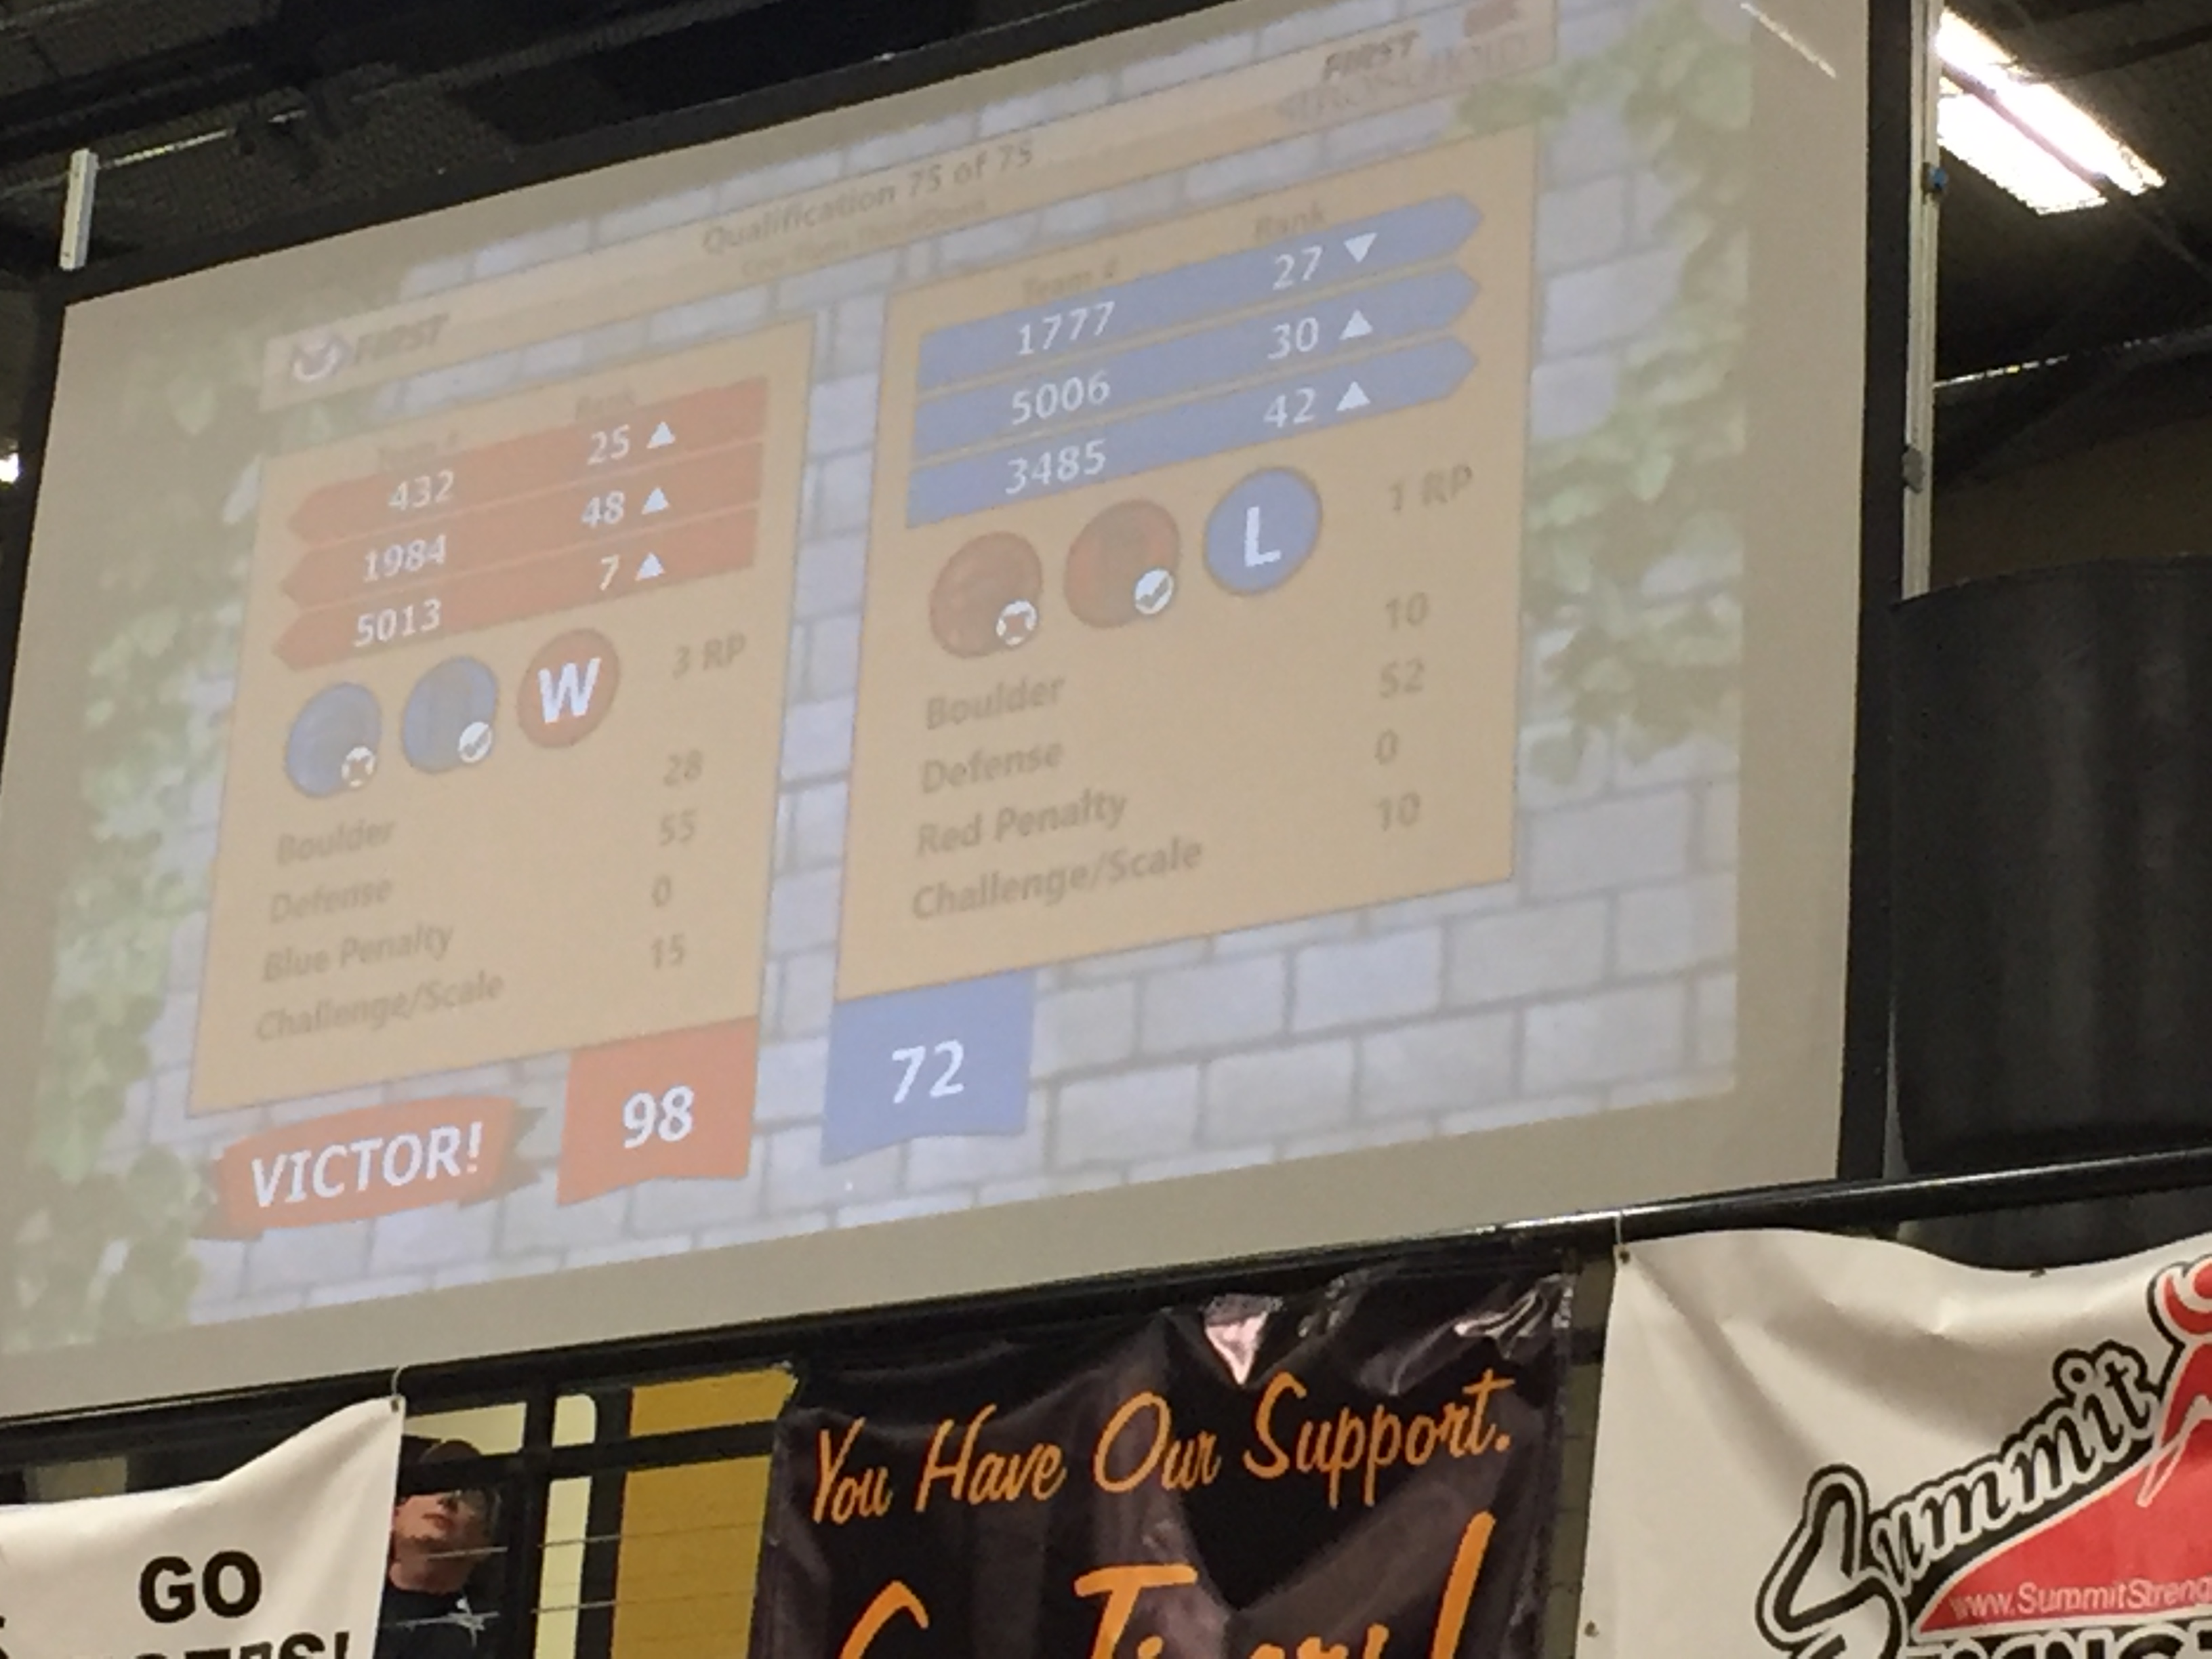 FIRST
STRONGHOLD
Qualification 75 of 75
FIRST
Team # Rank
432 25
1984 48
5013 7
W 3 RP
Boulder 28
Defense 55
Blue Penalty 0
Challenge/Scale 15
VICTOR!
98
Team # Rank
1777 27
5006 30
3485 42
L 1 RP
Boulder 10
Defense 52
Red Penalty 0
Challenge/Scale 10
72
GO
You Have Our Support.
Go Tigers!
Summit
www.SummitStreng